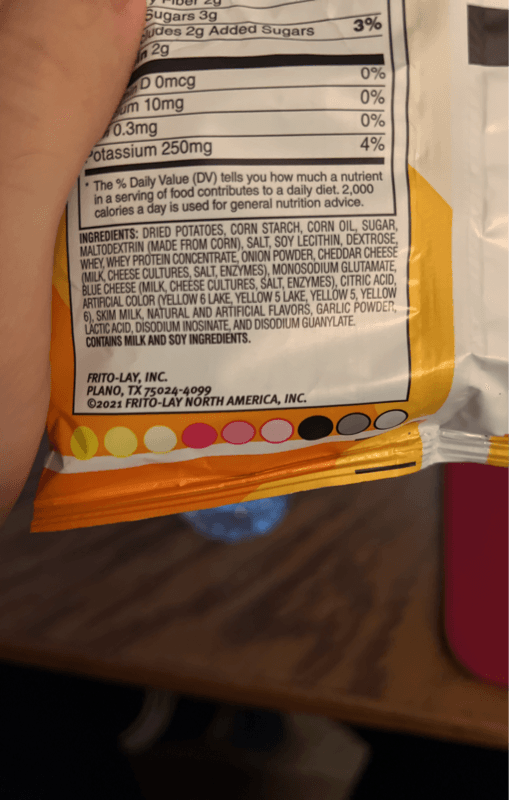 Fiber 2g
Sugars 3g
udes 2g Added Sugars 3%
in 2g
D 0mcg 0%
um 10mg 0%
0.3mg 0%
Potassium 250mg 4%
* The % Daily Value (DV) tells you how much a nutrient
in a serving of food contributes to a daily diet. 2,000
calories a day is used for general nutrition advice.
INGREDIENTS: DRIED POTATOES, CORN STARCH, CORN OIL, SUGAR,
MALTODEXTRIN (MADE FROM CORN), SALT, SOY LECITHIN, DEXTROSE,
WHEY, WHEY PROTEIN CONCENTRATE, ONION POWDER, CHEDDAR CHEESE
(MILK, CHEESE CULTURES, SALT, ENZYMES), MONOSODIUM GLUTAMATE,
BLUE CHEESE (MILK, CHEESE CULTURES, SALT, ENZYMES), CITRIC ACID,
ARTIFICIAL COLOR (YELLOW 6 LAKE, YELLOW 5 LAKE, YELLOW 5, YELLOW
6), SKIM MILK, NATURAL AND ARTIFICIAL FLAVORS, GARLIC POWDER,
LACTIC ACID, DISODIUM INOSINATE, AND DISODIUM GUANYLATE.
CONTAINS MILK AND SOY INGREDIENTS.
FRITO-LAY, INC.
PLANO, TX 75024-4099
©2021 FRITO-LAY NORTH AMERICA, INC.